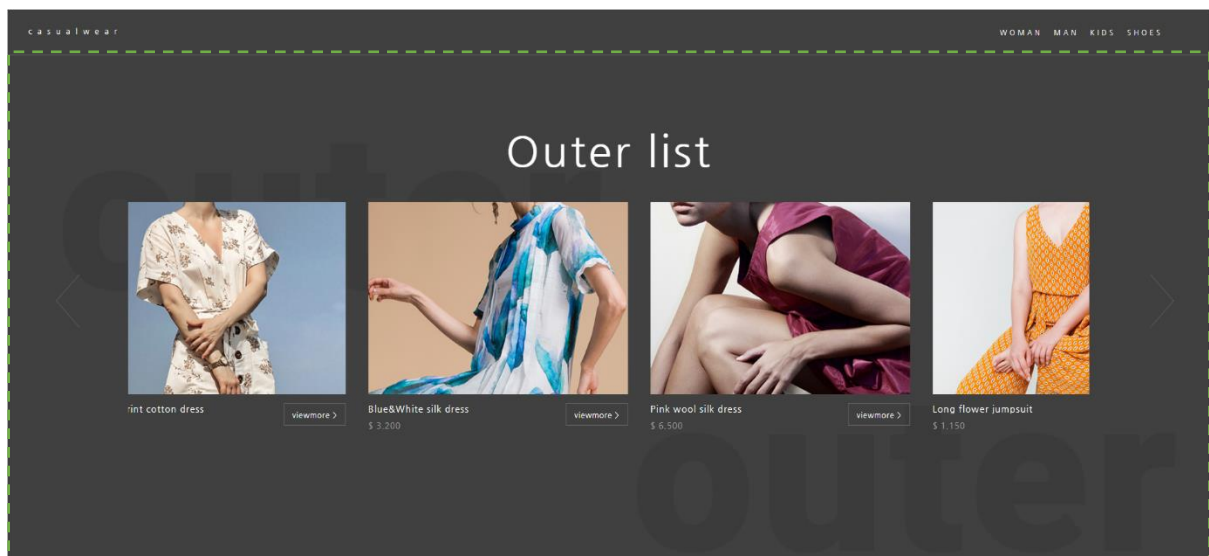 casualwear
WOMAN MAN KIDS SHOES
outer
Outer list
rint cotton dress
viewmore >
Blue&White silk dress
$ 3.200
viewmore >
Pink wool silk dress
$ 6.500
viewmore >
Long flower jumpsuit
$ 1.150
outer